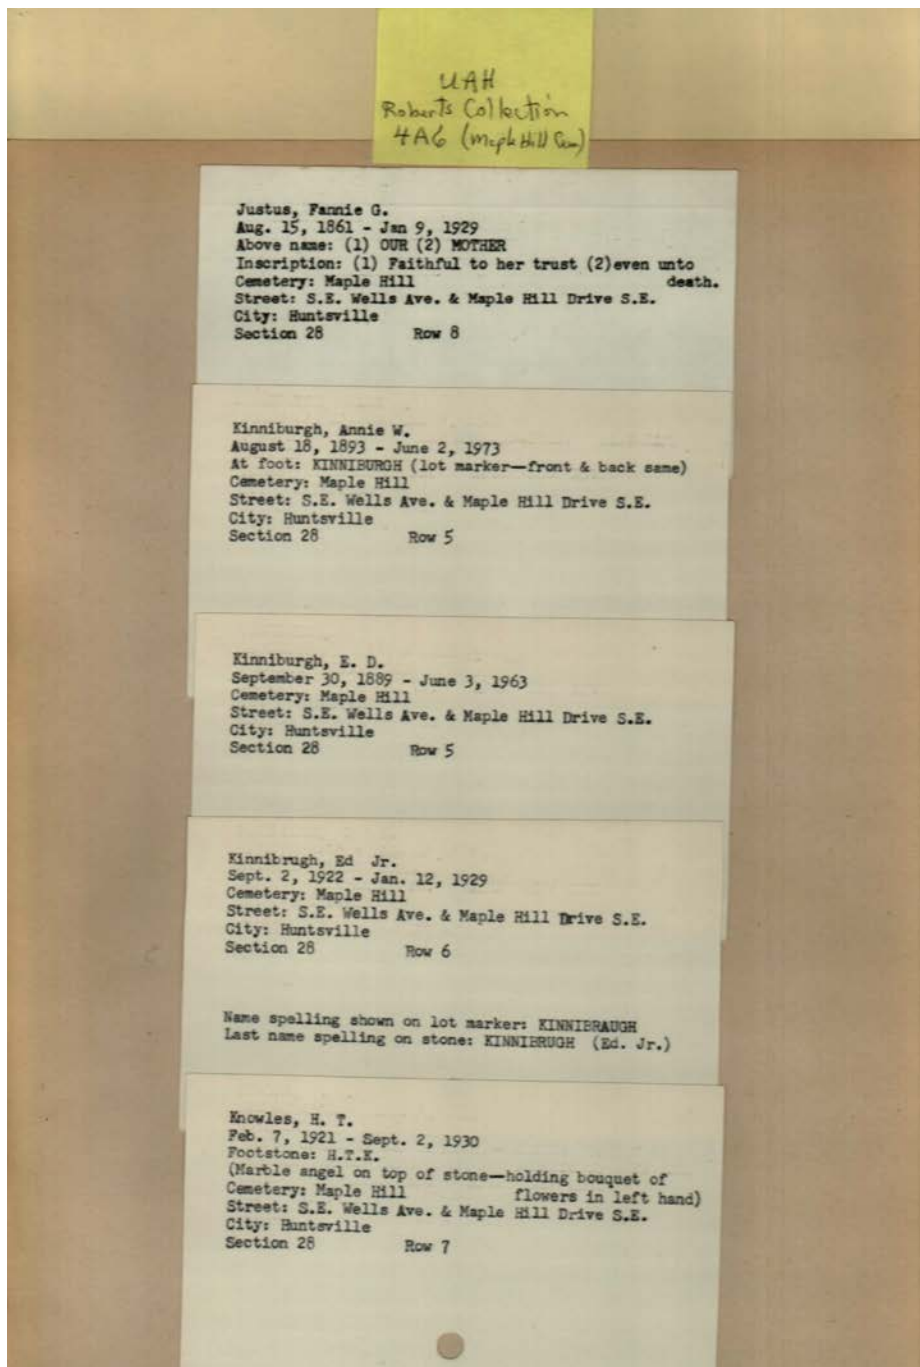 UAH
Roberts Collection
4A6 (Maple Hill Cem)
Justus, Fannie G.
Aug. 15, 1861 - Jan 9, 1929
Above name: (1) OUR (2) MOTHER
Inscription: (1) Faithful to her trust (2)even unto
Cemetery: Maple Hill death.
Street: S.E. Wells Ave. & Maple Hill Drive S.E.
City: Huntsville
Section 28 Row 8
Kinniburgh, Annie W.
August 18, 1893 - June 2, 1973
At foot: KINNIBURGH (lot marker—front & back same)
Cemetery: Maple Hill
Street: S.E. Wells Ave. & Maple Hill Drive S.E.
City: Huntsville
Section 28 Row 5
Kinniburgh, E. D.
September 30, 1889 - June 3, 1963
Cemetery: Maple Hill
Street: S.E. Wells Ave. & Maple Hill Drive S.E.
City: Huntsville
Section 28 Row 5
Kinnibrugh, Ed Jr.
Sept. 2, 1922 - Jan. 12, 1929
Cemetery: Maple Hill
Street: S.E. Wells Ave. & Maple Hill Drive S.E.
City: Huntsville
Section 28 Row 6
Name spelling shown on lot marker: KINNIBRAUGH
Last name spelling on stone: KINNIBRUGH (Ed. Jr.)
Knowles, H. T.
Feb. 7, 1921 - Sept. 2, 1930
Footstone: H.T.K.
(Marble angel on top of stone—holding bouquet of
Cemetery: Maple Hill flowers in left hand)
Street: S.E. Wells Ave. & Maple Hill Drive S.E.
City: Huntsville
Section 28 Row 7